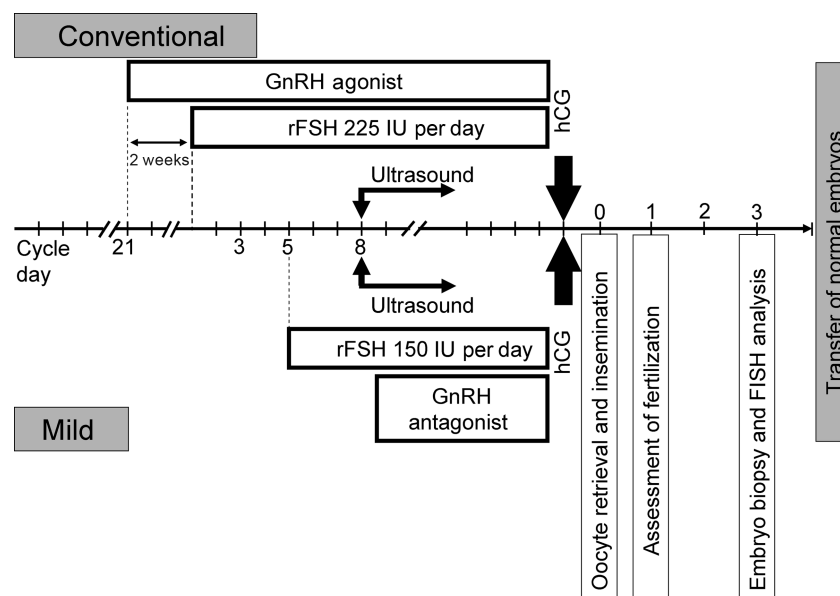 Conventional
GnRH agonist
rFSH 225 IU per day
hCG
2 weeks
Ultrasound
0 1 2 3
Cycle
day
21 3 5 8
Ultrasound
rFSH 150 IU per day
hCG
GnRH
antagonist
Mild
Oocyte retrieval and insemination
Assessment of fertilization
Embryo biopsy and FISH analysis
Transfer of normal embryos